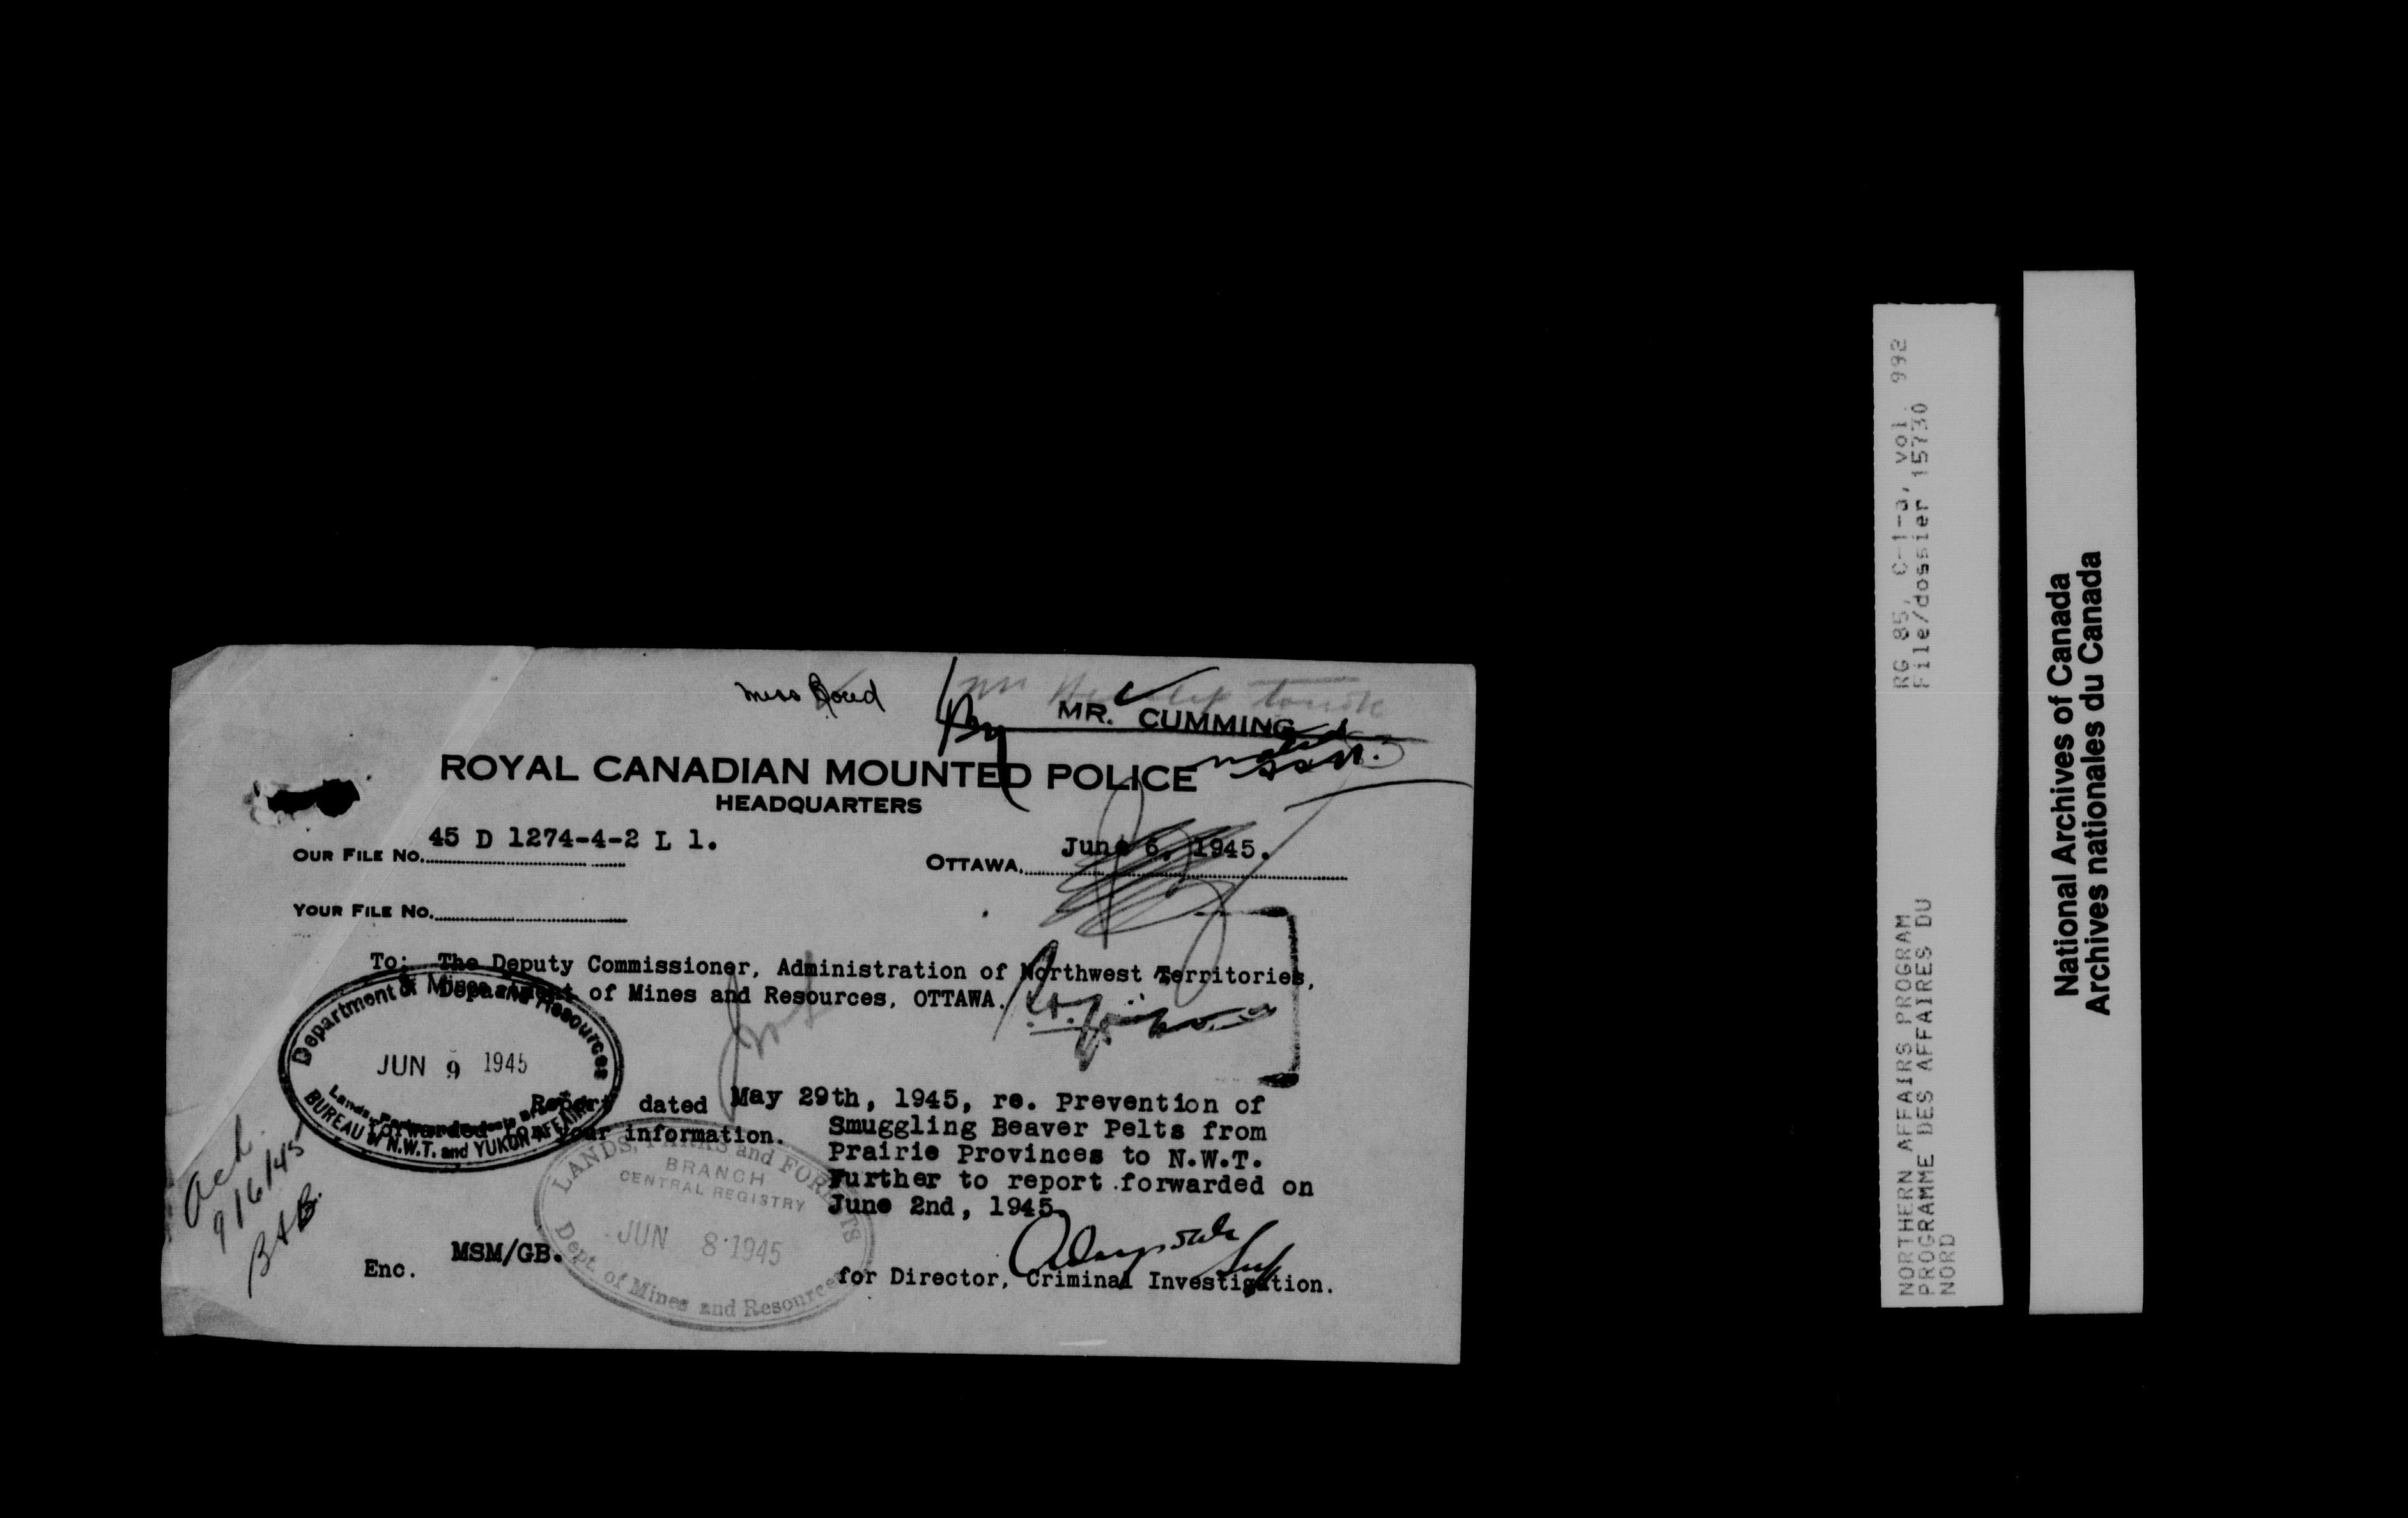 Miss
MR. CUMMING
noted
ROYAL CANADIAN MOUNTED POLICE
HEADQUARTERS
OUR FILE NO. 45 D 1274-4-2 L 1.
OTTAWA, June 6, 1945.
YOUR FILE NO.
To: The Deputy Commissioner, Administration of Northwest Territories,
Department of Mines and Resources, OTTAWA.
Department of Mines and Resources
JUN 9 1945
Lands,
BUREAU of N.W.T. and YUKON AFFAIRS
Report dated May 29th, 1945, re. Prevention of
Smuggling Beaver Pelts from
Prairie Provinces to N.W.T.
Further to report forwarded on
June 2nd, 1945.
forwarded for your information.
LANDS, PARKS and FORESTS
BRANCH
CENTRAL REGISTRY
JUN 8 1945
Dept. of Mines and Resources
Ack.
9/6/45
MSM/GB.
Enc.
for Director, Criminal Investigation.
RG 85, C-1-a, vol. 992
File/dossier 15730
NORTHERN AFFAIRS PROGRAM
PROGRAMME DES AFFAIRES DU
NORD
National Archives of Canada
Archives nationales du Canada